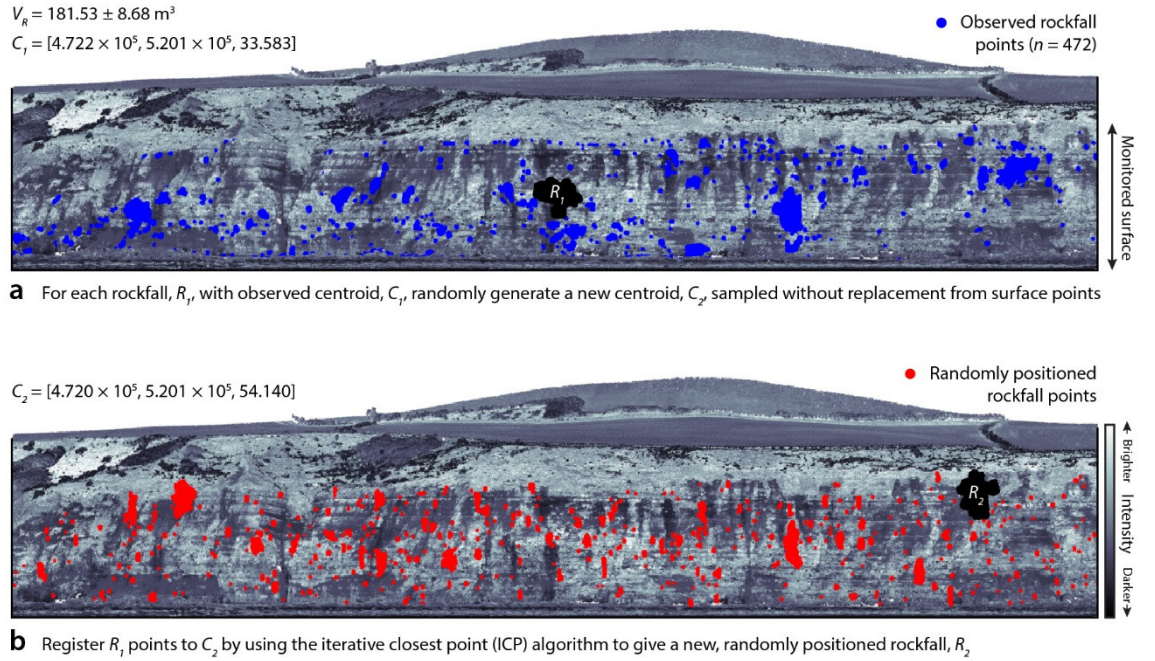 V_R = 181.53 ± 8.68 m³
C_1 = [4.722 × 10⁵, 5.201 × 10⁵, 33.583]
Observed rockfall
points (n = 472)
R_1
Monitored surface
a For each rockfall, R_1, with observed centroid, C_1, randomly generate a new centroid, C_2, sampled without replacement from surface points
C_2 = [4.720 × 10⁵, 5.201 × 10⁵, 54.140]
Randomly positioned
rockfall points
R_2
Brighter
Intensity
Darker
b Register R_1 points to C_2 by using the iterative closest point (ICP) algorithm to give a new, randomly positioned rockfall, R_2